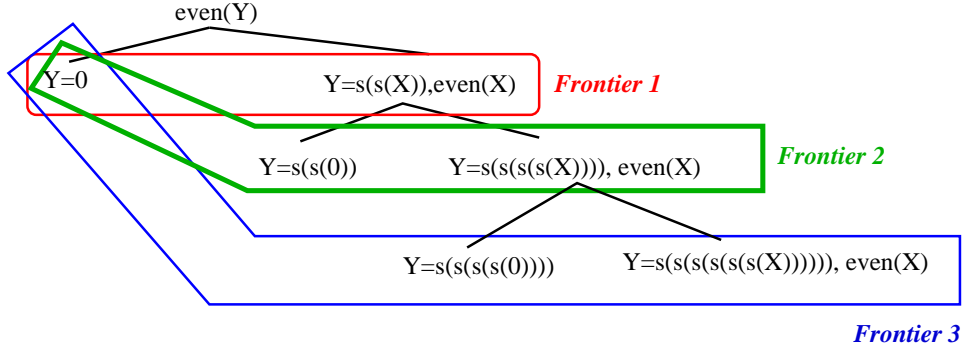 even(Y)
Y=0 Y=s(s(X)),even(X) Frontier 1
Y=s(s(0)) Y=s(s(s(s(X)))), even(X) Frontier 2
Y=s(s(s(s(0)))) Y=s(s(s(s(s(s(X)))))), even(X)
Frontier 3